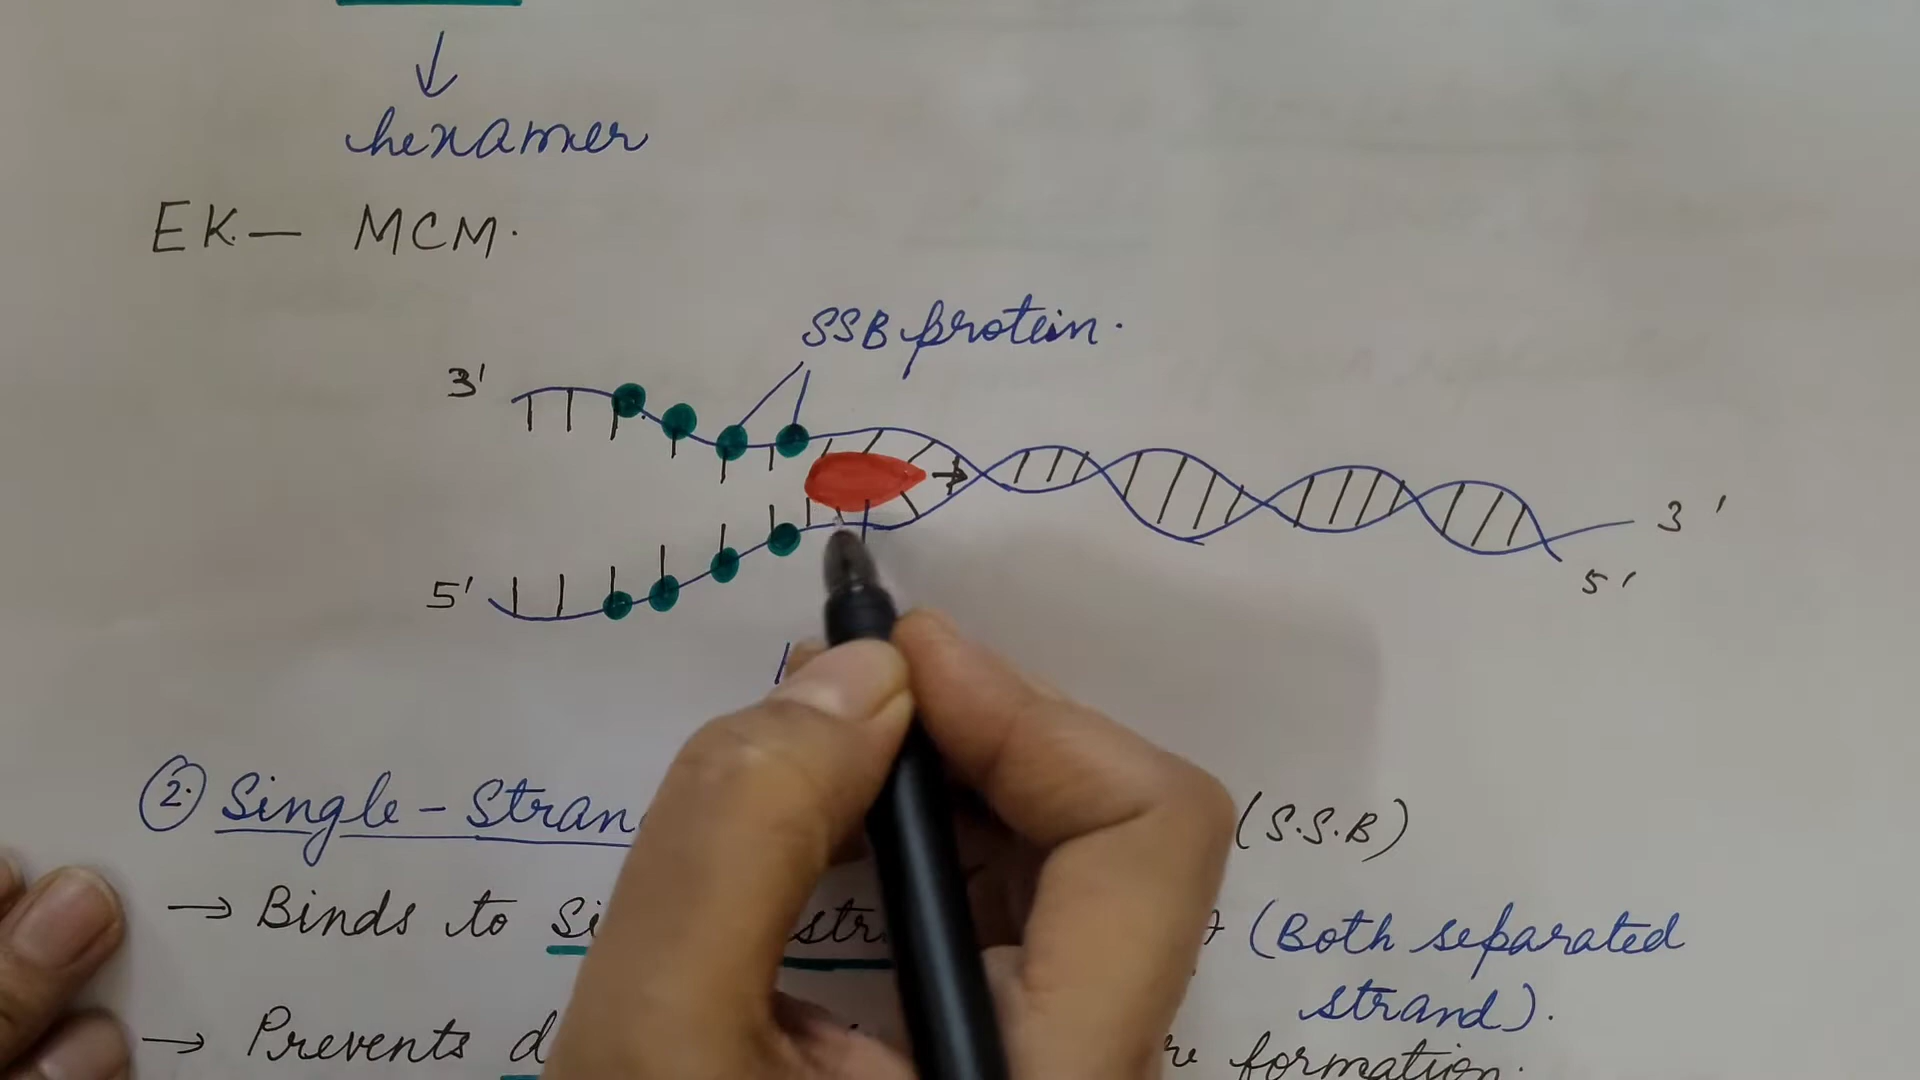 hexamer
EK.— MCM.
SSB protein.
3'
3'
5'
5'
2. Single-Stran
(S.S.B)
→ Binds to (Both separated
strand).
→ Prevents formation.